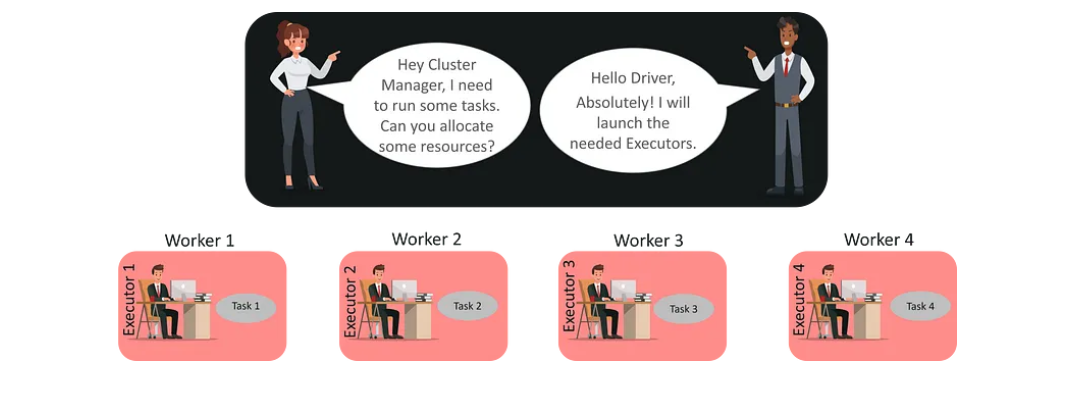 Hey Cluster
Manager, I need
to run some tasks.
Can you allocate
some resources?
Hello Driver,
Absolutely! I will
launch the
needed Executors.
Worker 1
Executor 1
Task 1
Worker 2
Executor 2
Task 2
Worker 3
Executor 3
Task 3
Worker 4
Executor 4
Task 4